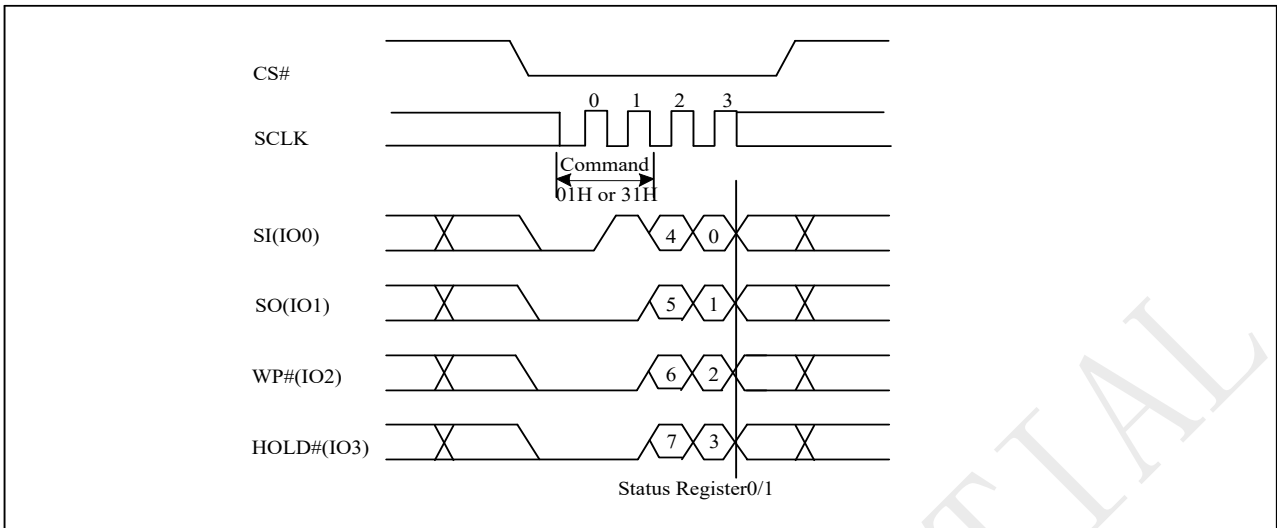 CS#
0 1 2 3
SCLK
Command
01H or 31H
SI(IO0)
4 0
SO(IO1)
5 1
WP#(IO2)
6 2
HOLD#(IO3)
7 3
Status Register0/1
TIAL